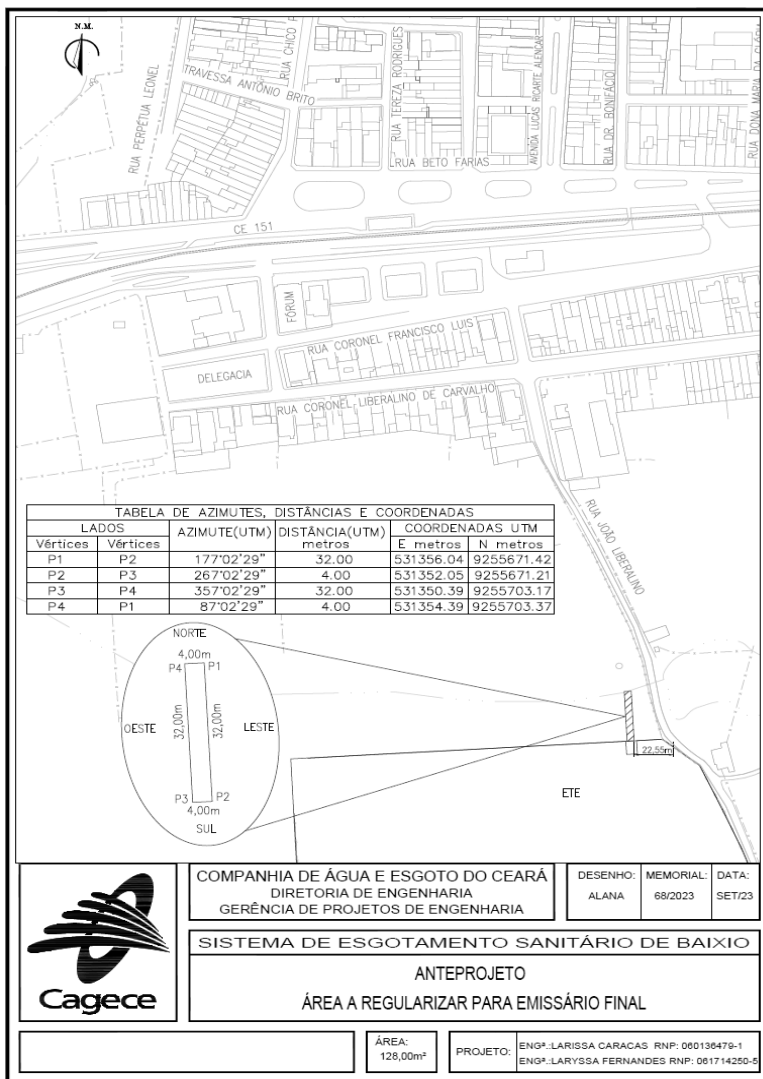 N.M.
RUA PERPÉTUA LEONEL
TRAVESSA ANTÔNIO BRITO
RUA CHICO
RUA TEREZA RODRIGUES
AVENIDA LUCAS RICARTE ALENCAR
RUA DR. BONIFÁCIO
RUA DONA MARIA DA
RUA BETO FARIAS
CE 151
FÓRUM
RUA CORONEL FRANCISCO LUIS
DELEGACIA
RUA CORONEL LIBERALINO DE CARVALHO
RUA JOÃO LIBERALINO
TABELA DE AZIMUTES, DISTÂNCIAS E COORDENADAS
LADOS AZIMUTE(UTM) DISTÂNCIA(UTM) metros COORDENADAS UTM
Vértices Vértices E metros N metros
P1 P2 177°02'29" 32.00 531356.04 9255671.42
P2 P3 267°02'29" 4.00 531352.05 9255671.21
P3 P4 357°02'29" 32.00 531350.39 9255703.17
P4 P1 87°02'29" 4.00 531354.39 9255703.37
NORTE
4,00m
P4 P1
OESTE 32,00m 32,00m LESTE
P3 P2
4,00m
SUL
22,55m
ETE
Cagece
COMPANHIA DE ÁGUA E ESGOTO DO CEARÁ
DIRETORIA DE ENGENHARIA
GERÊNCIA DE PROJETOS DE ENGENHARIA
DESENHO: ALANA
MEMORIAL: 68/2023
DATA: SET/23
SISTEMA DE ESGOTAMENTO SANITÁRIO DE BAIXIO
ANTEPROJETO
ÁREA A REGULARIZAR PARA EMISSÁRIO FINAL
ÁREA: 128,00m²
PROJETO:
ENGª.:LARISSA CARACAS RNP: 060136479-1
ENGª.:LARYSSA FERNANDES RNP: 061714250-5